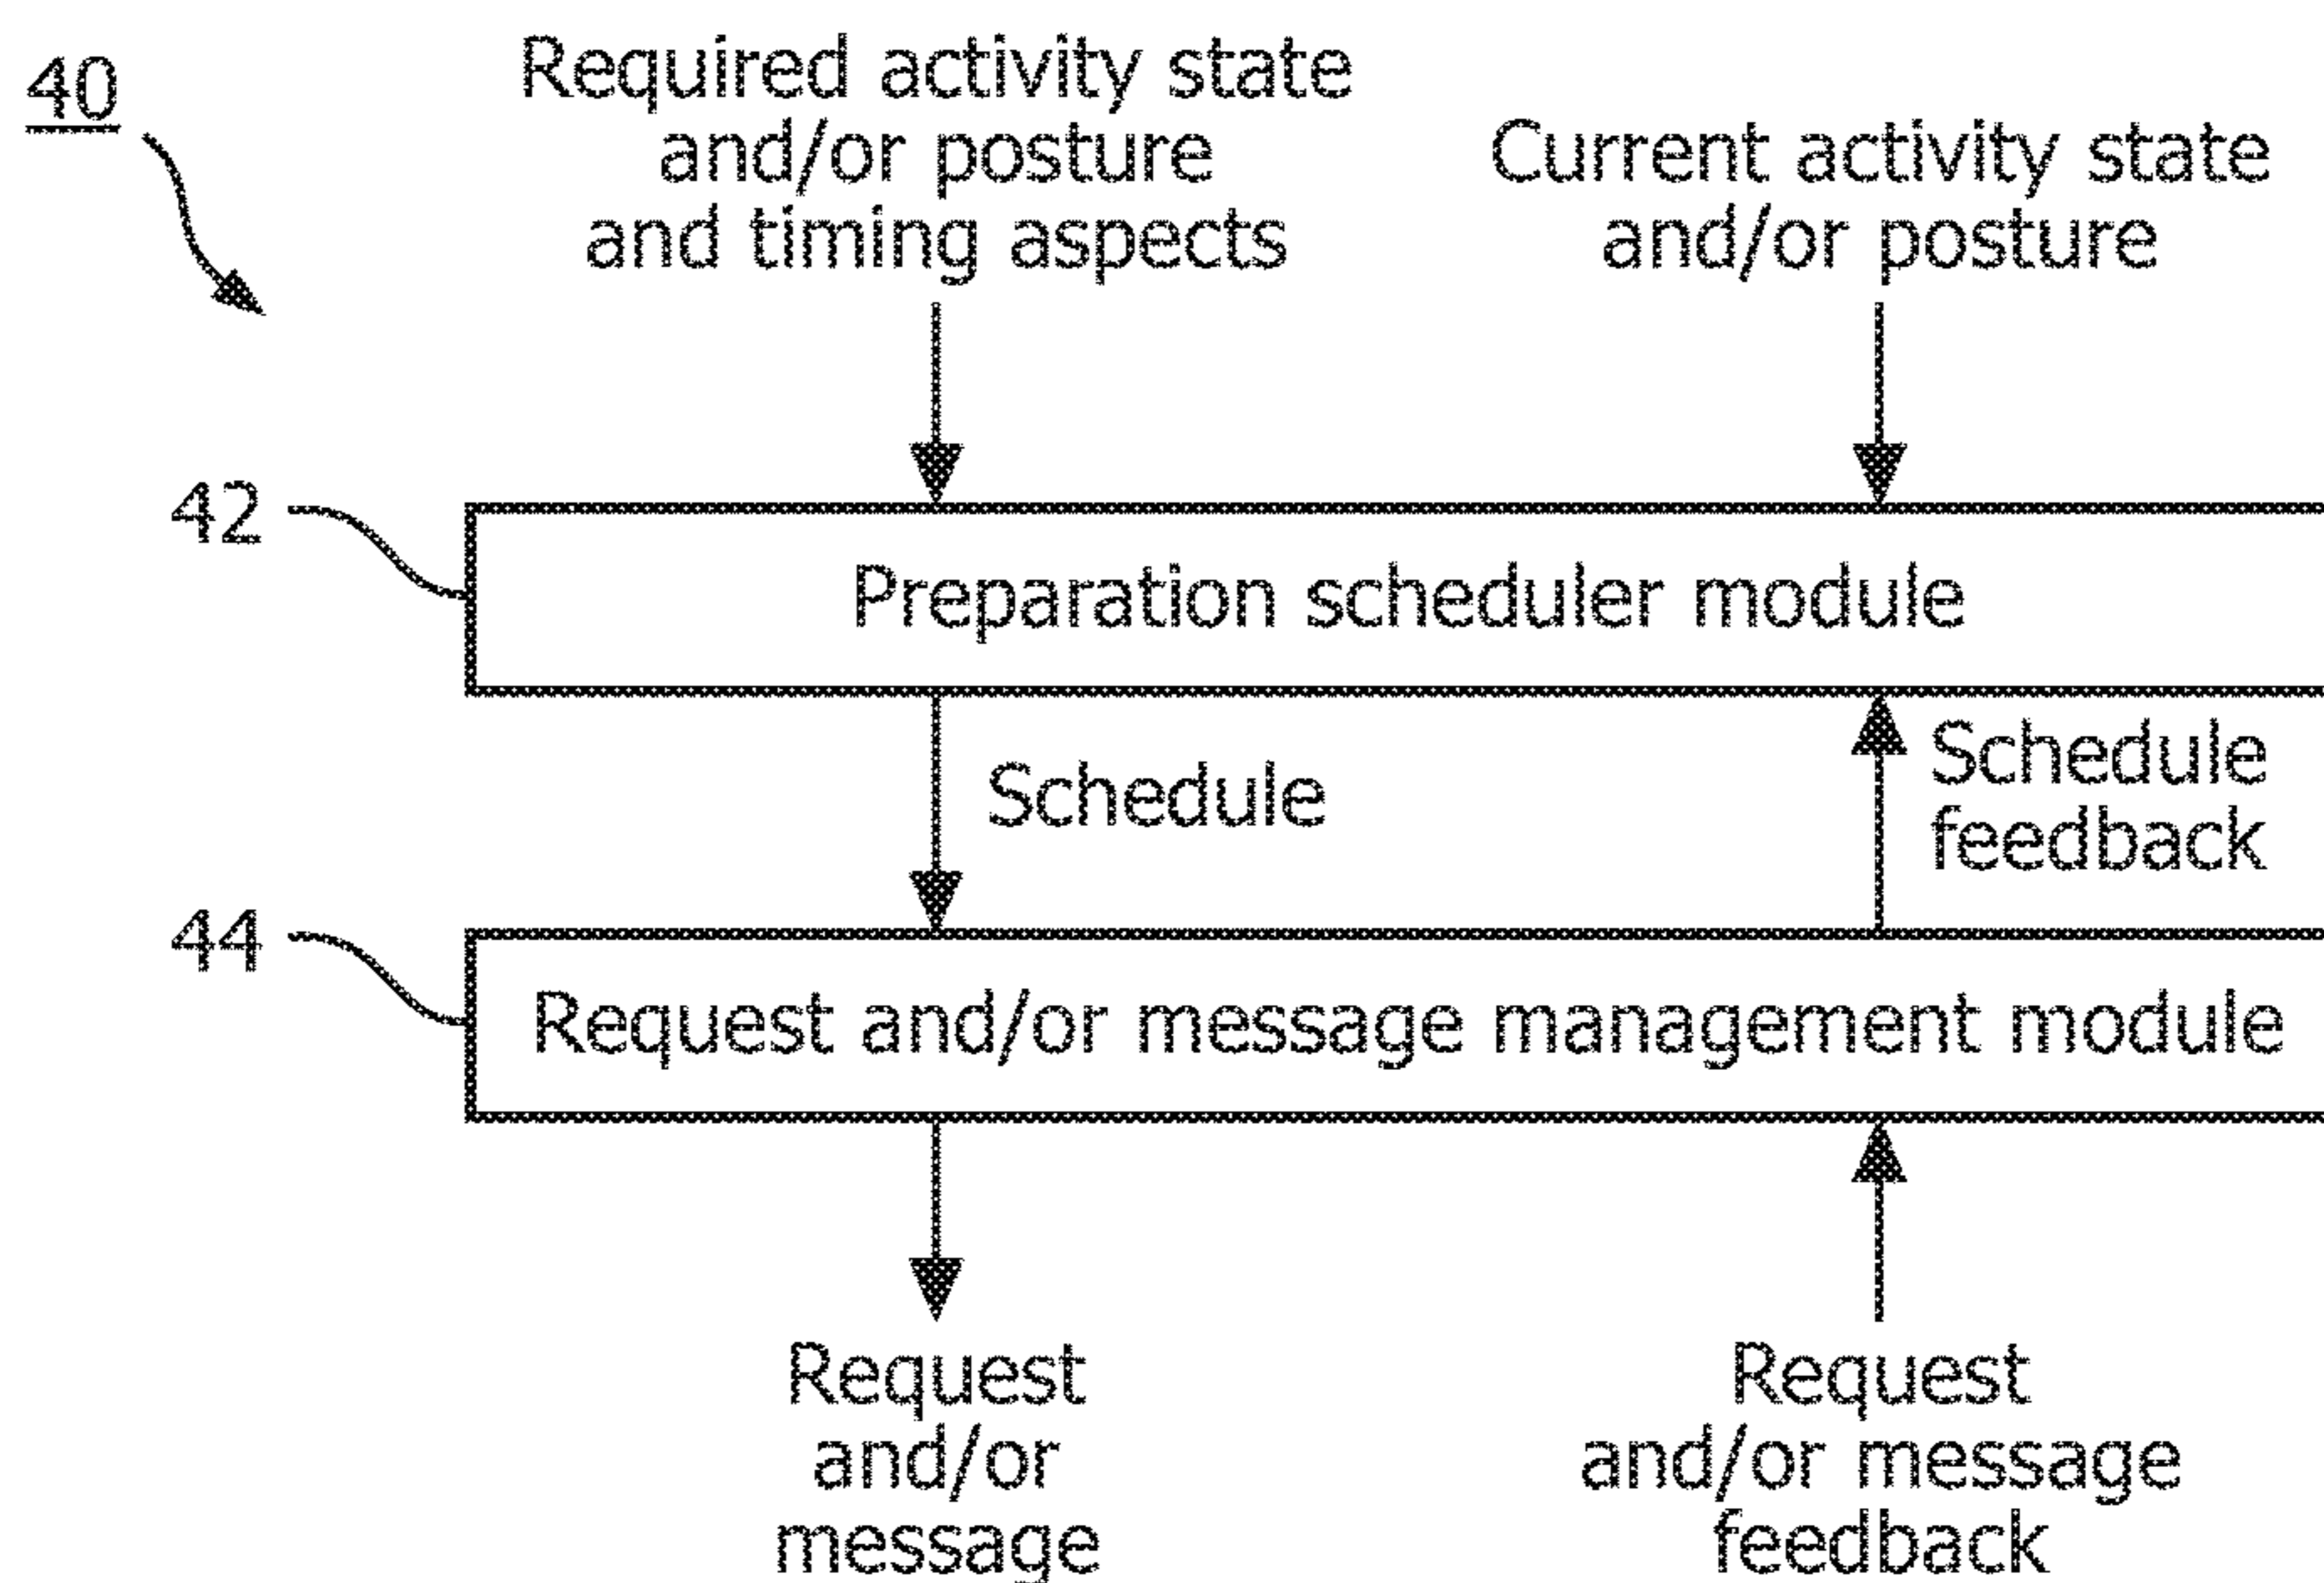 40
Required activity state
and/or posture
and timing aspects
Current activity state
and/or posture
42
Preparation scheduler module
Schedule
Schedule
feedback
44
Request and/or message management module
Request
and/or
message
Request
and/or message
feedback